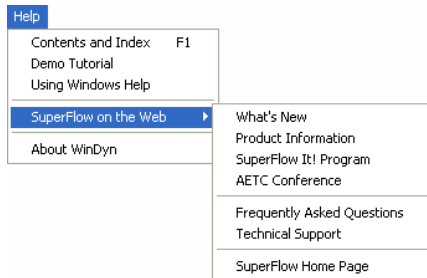 Help
Contents and Index F1
Demo Tutorial
Using Windows Help
SuperFlow on the Web
About WinDyn
What's New
Product Information
SuperFlow It! Program
AETC Conference
Frequently Asked Questions
Technical Support
SuperFlow Home Page